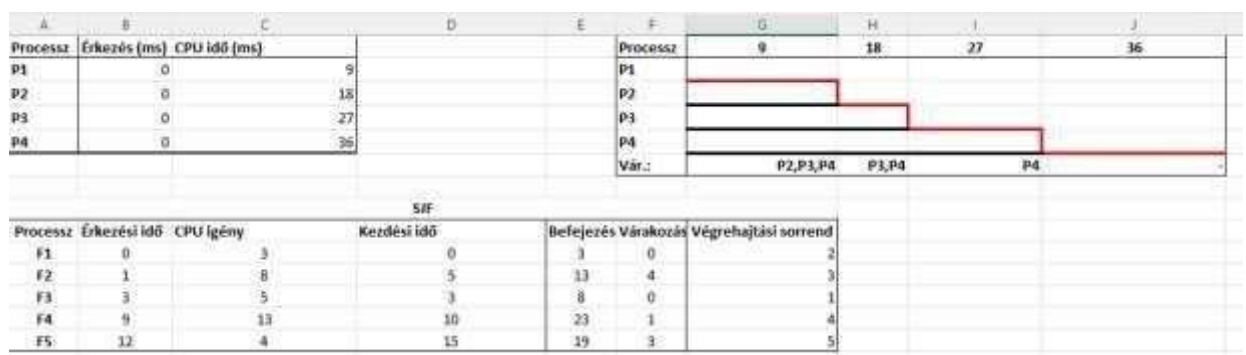 A B C D E F G H I J
Processz Érkezés (ms) CPU idő (ms) Processz 9 18 27 36
P1 0 9 P1
P2 0 18 P2
P3 0 27 P3
P4 0 36 P4
Vár.: P2,P3,P4 P3,P4 P4 -
SJF
Processz Érkezési idő CPU igény Kezdési idő Befejezés Várakozás Végrehajtási sorrend
F1 0 3 0 3 0 2
F2 1 8 5 13 4 3
F3 3 5 3 8 0 1
F4 9 13 10 23 1 4
F5 12 4 15 19 3 5